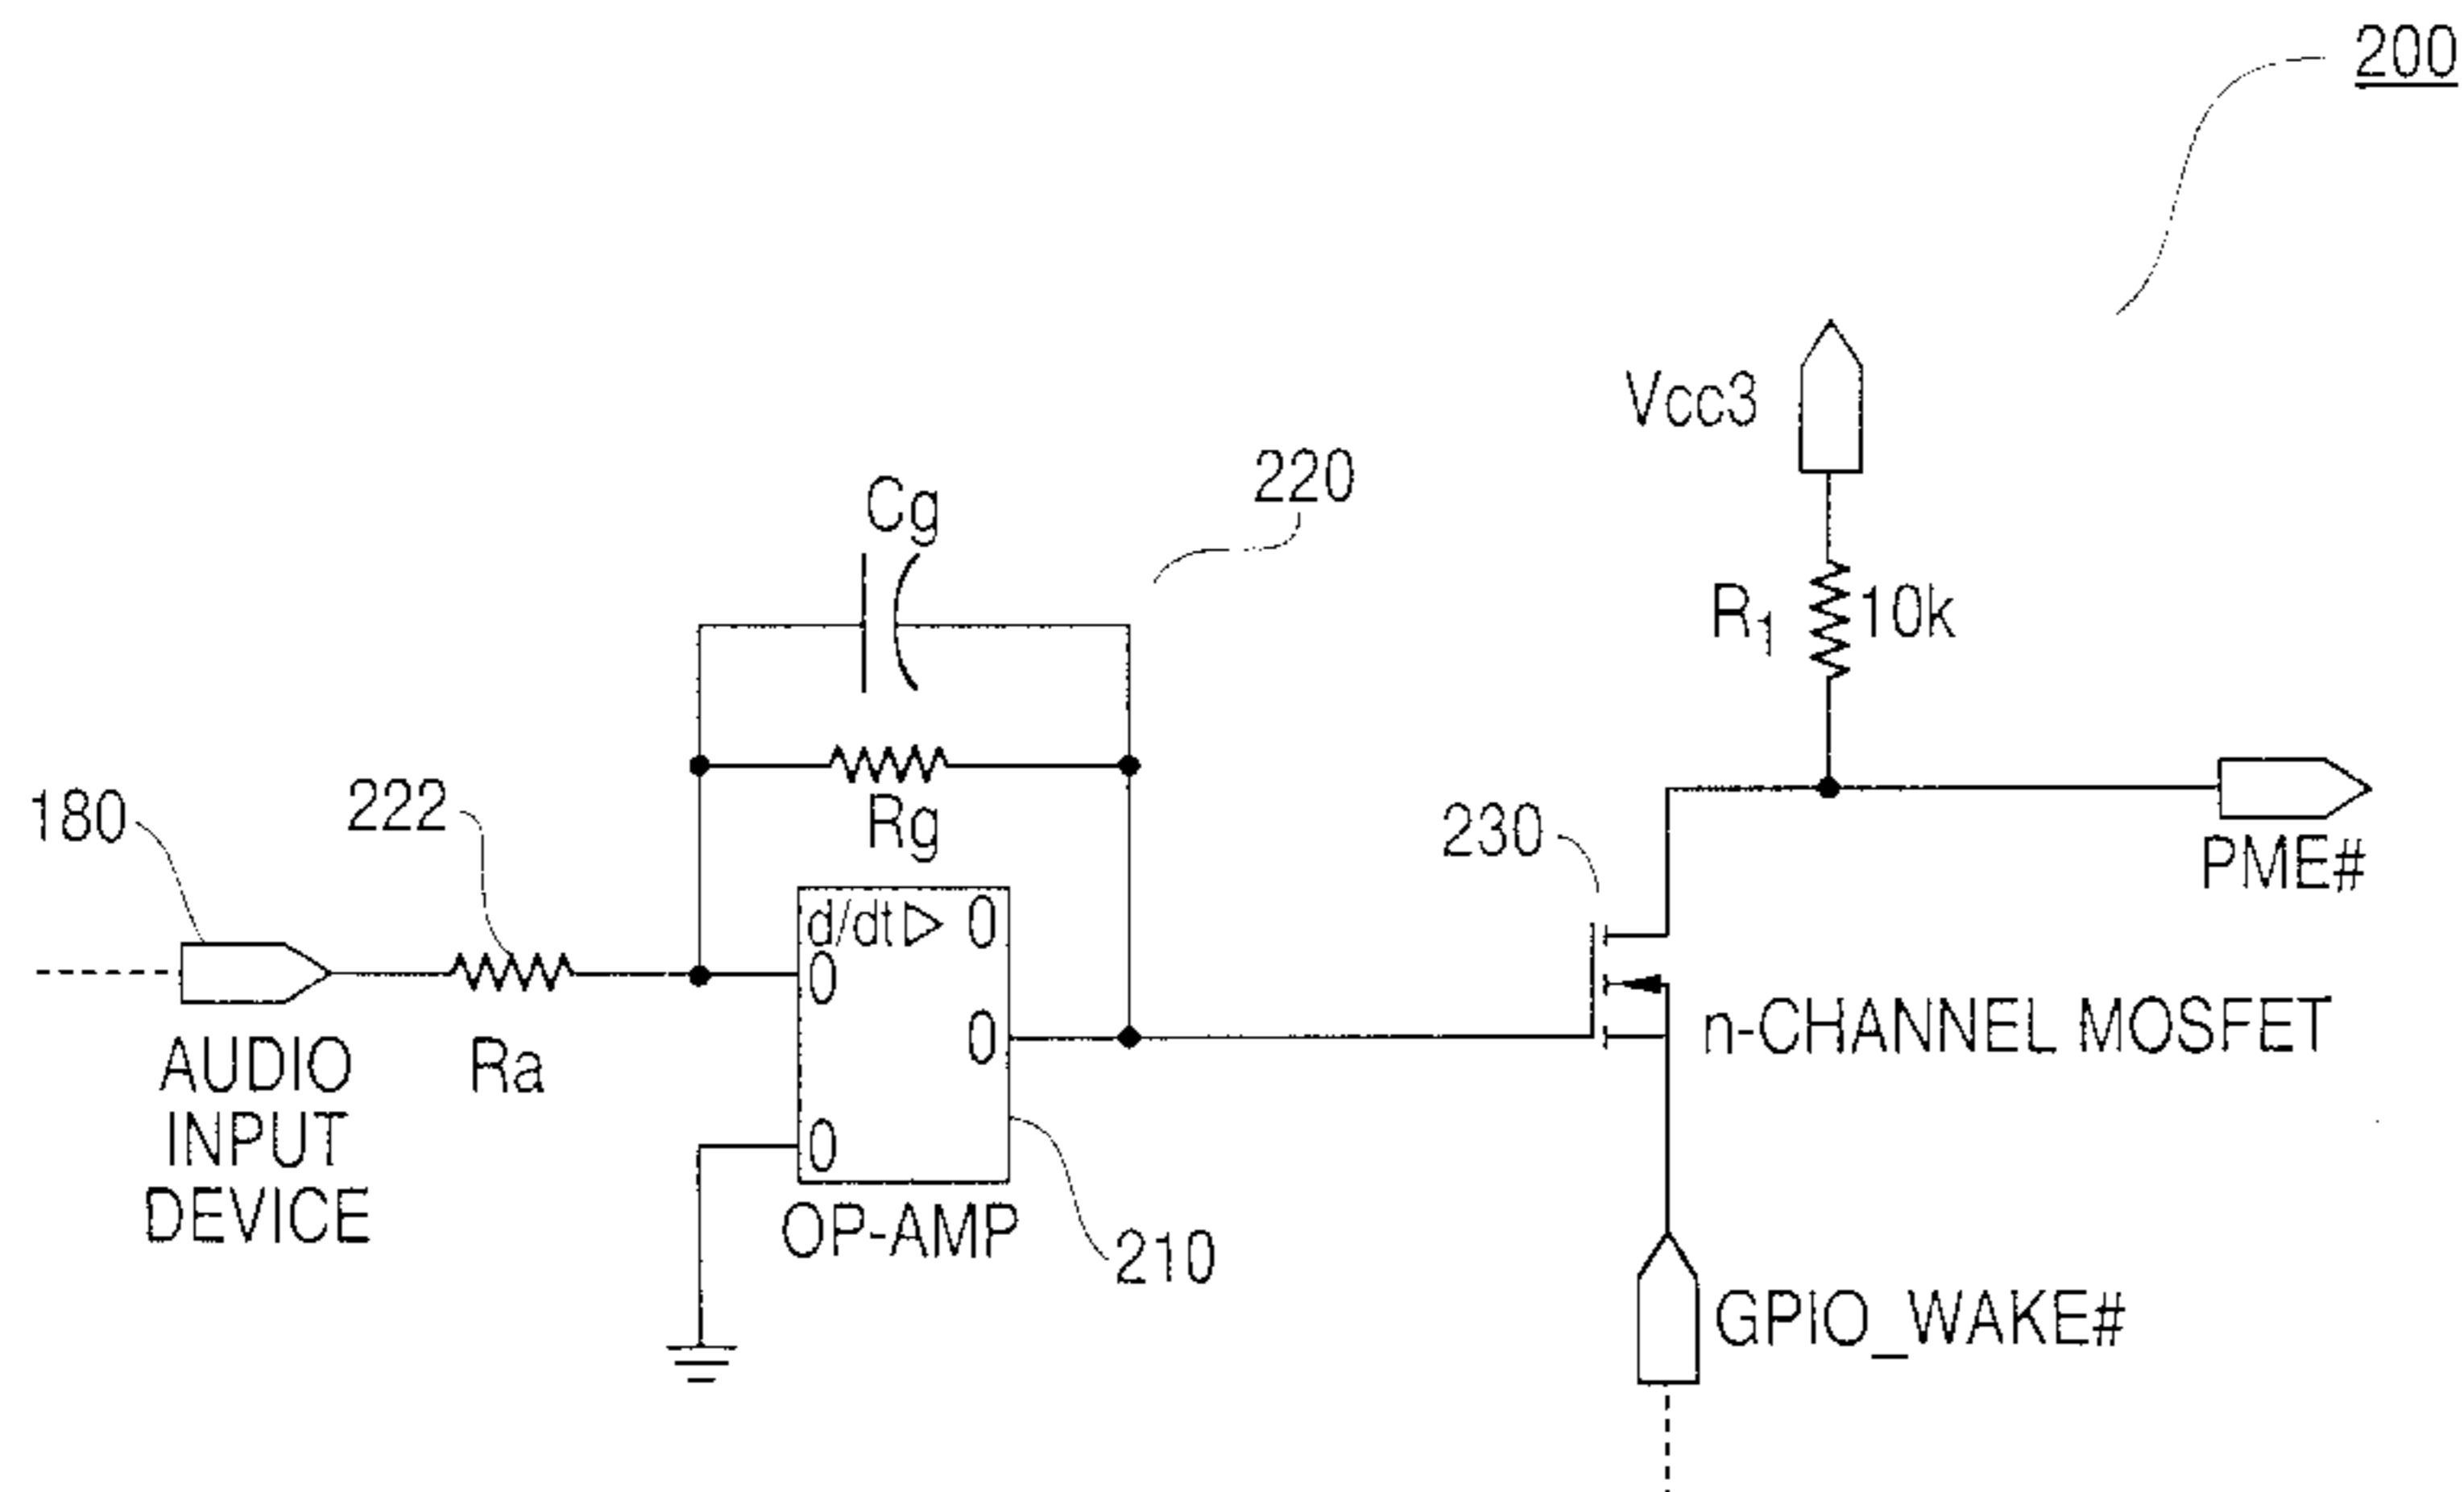 200
Vcc3
220
Cg
R1 10k
222
180
Rg
230
PME#
d/dt ▷ 0
0
0
0
n-CHANNEL MOSFET
AUDIO
INPUT
DEVICE
Ra
OP-AMP
210
GPIO_WAKE#